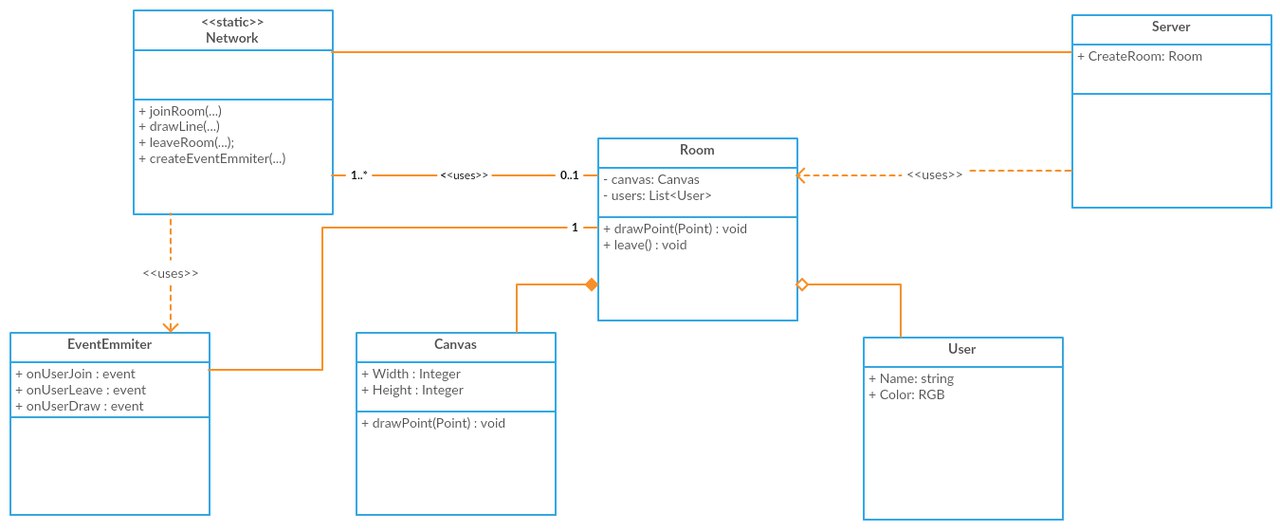 <<static>>
Network
+ joinRoom(...)
+ drawLine(...)
+ leaveRoom(...);
+ createEventEmmiter(...)
Server
+ CreateRoom: Room
1..*
<<uses>>
0..1
Room
- canvas: Canvas
- users: List<User>
+ drawPoint(Point) : void
+ leave() : void
<<uses>>
1
<<uses>>
EventEmmiter
+ onUserJoin : event
+ onUserLeave : event
+ onUserDraw : event
Canvas
+ Width : Integer
+ Height : Integer
+ drawPoint(Point) : void
User
+ Name: string
+ Color: RGB